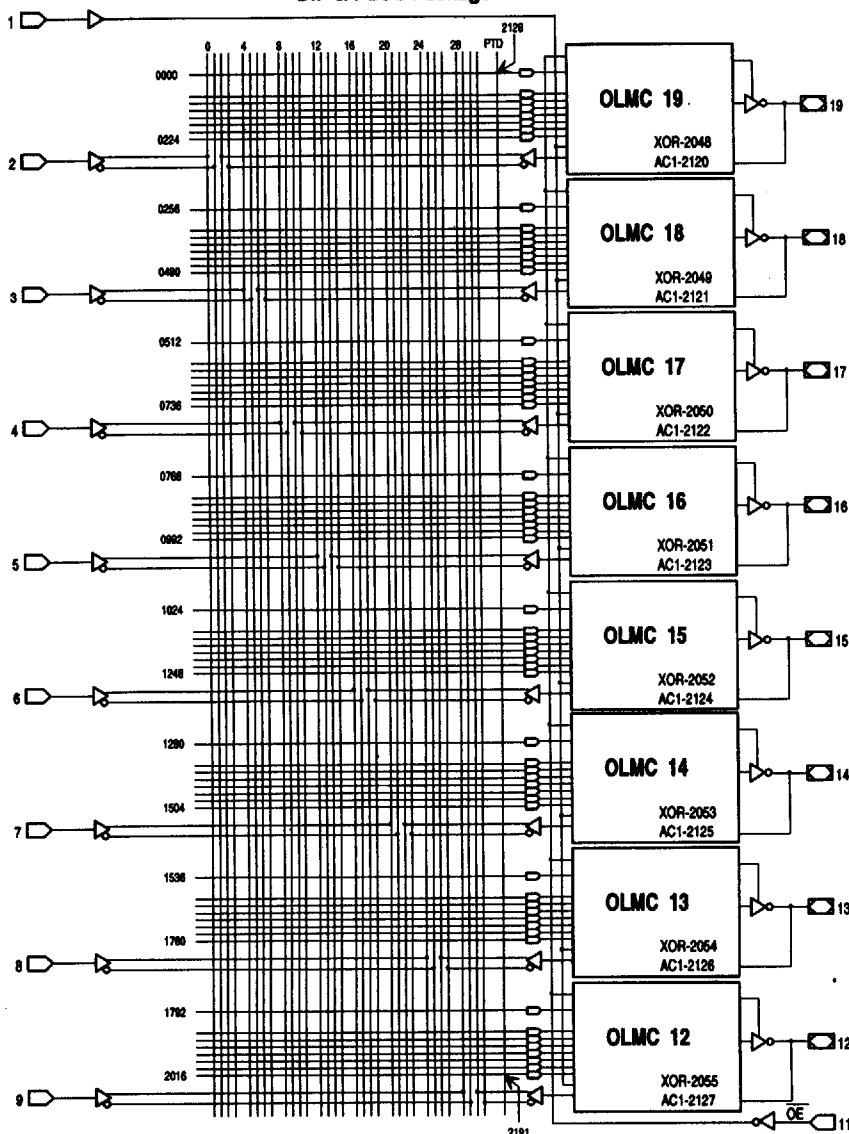 1
2128
0 4 8 12 16 20 24 28 PTD
0000
OLMC 19
19
XOR-2048
AC1-2120
0224
2
0256
OLMC 18
18
XOR-2049
AC1-2121
0480
3
0512
OLMC 17
17
XOR-2050
AC1-2122
0736
4
0768
OLMC 16
16
XOR-2051
AC1-2123
0992
5
1024
OLMC 15
15
XOR-2052
AC1-2124
1248
6
1280
OLMC 14
14
XOR-2053
AC1-2125
1504
7
1536
OLMC 13
13
XOR-2054
AC1-2126
1760
8
1792
OLMC 12
12
XOR-2055
AC1-2127
2016
9
OE
11
2191